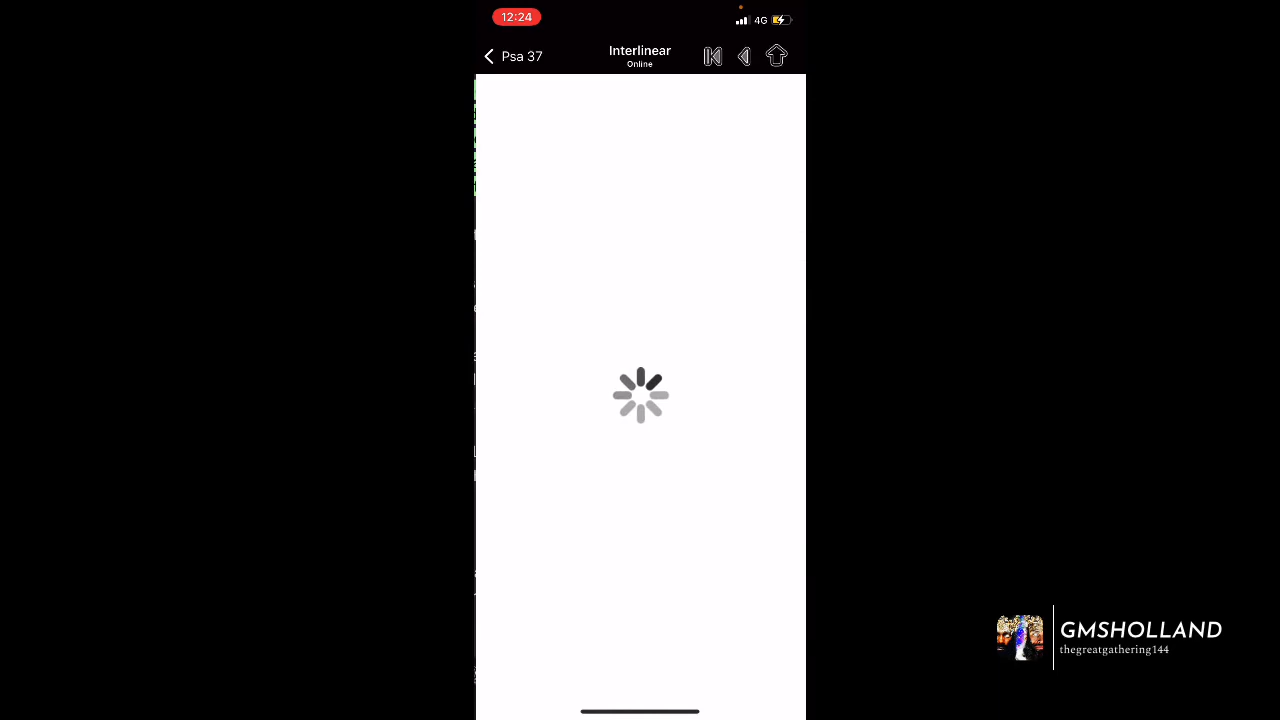 12:24
4G
Psa 37
Interlinear
Online
GMSHOLLAND
thegreatgathering144